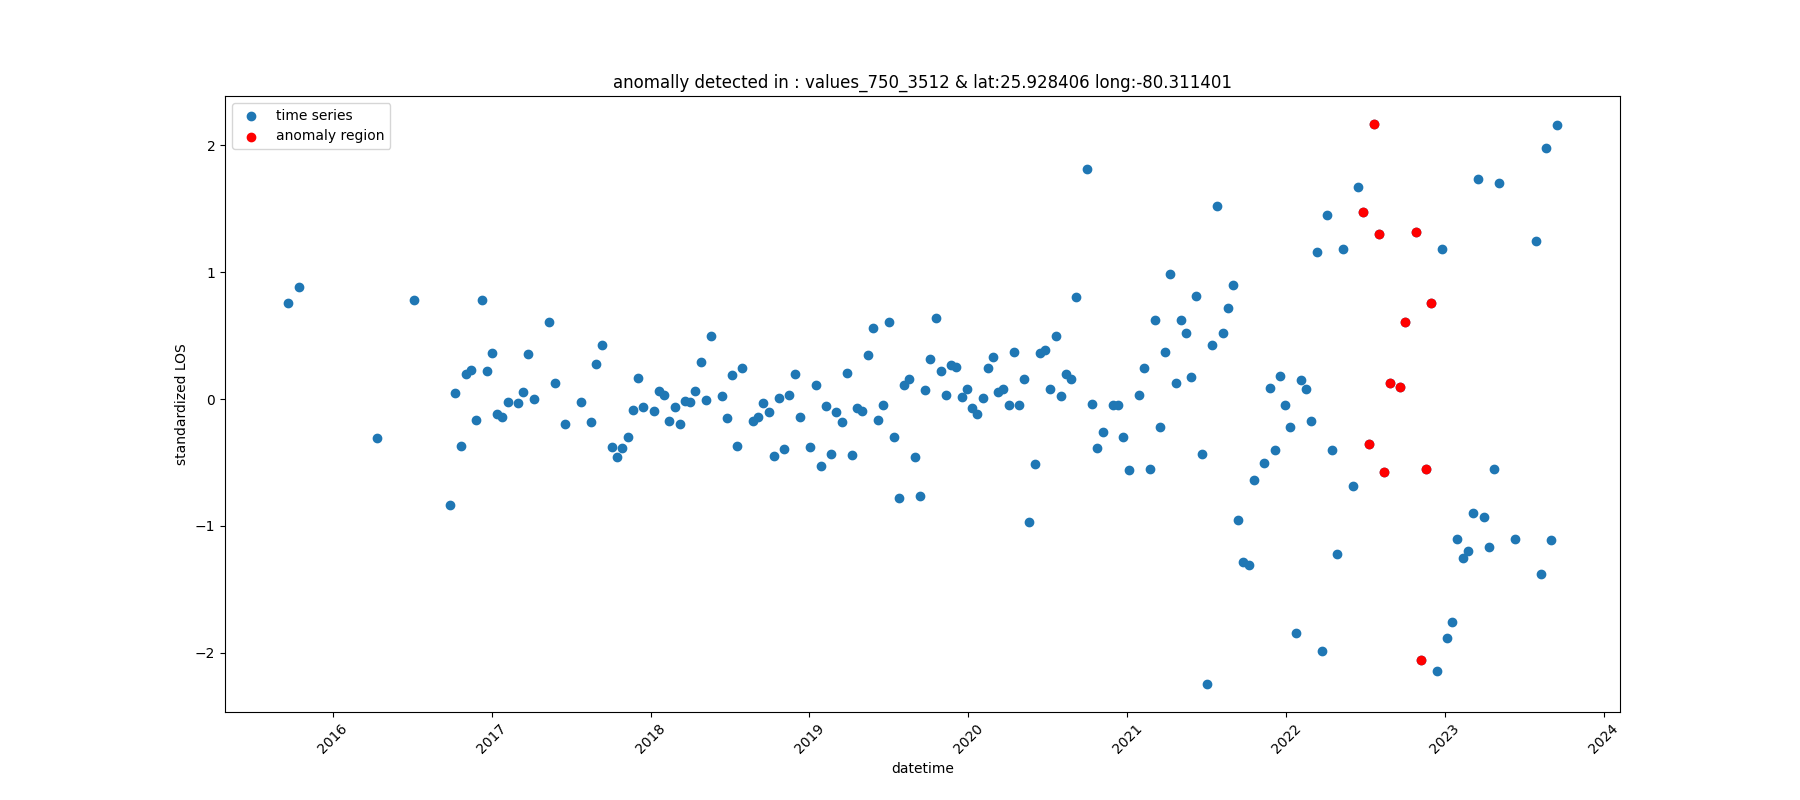 anomally detected in : values_750_3512 & lat:25.928406 long:-80.311401
time series
anomaly region
2
1
0
−1
−2
standardized LOS
2016 2017 2018 2019 2020 2021 2022 2023 2024
datetime